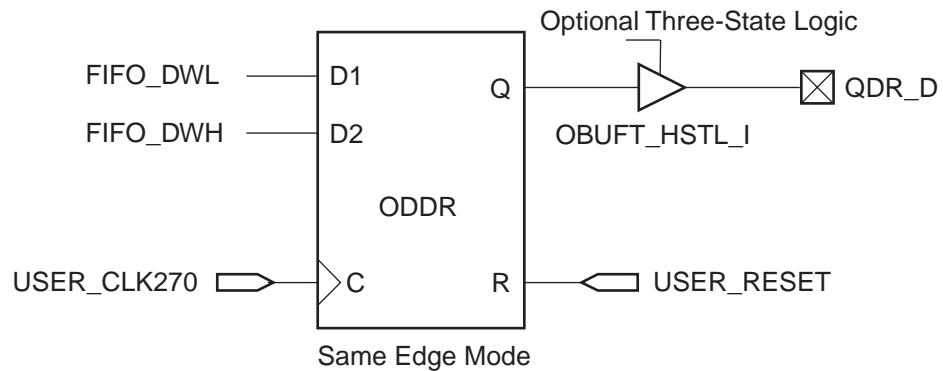 Optional Three-State Logic
FIFO_DWL
D1
Q
QDR_D
FIFO_DWH
D2
OBUFT_HSTL_I
ODDR
USER_CLK270
C
R
USER_RESET
Same Edge Mode